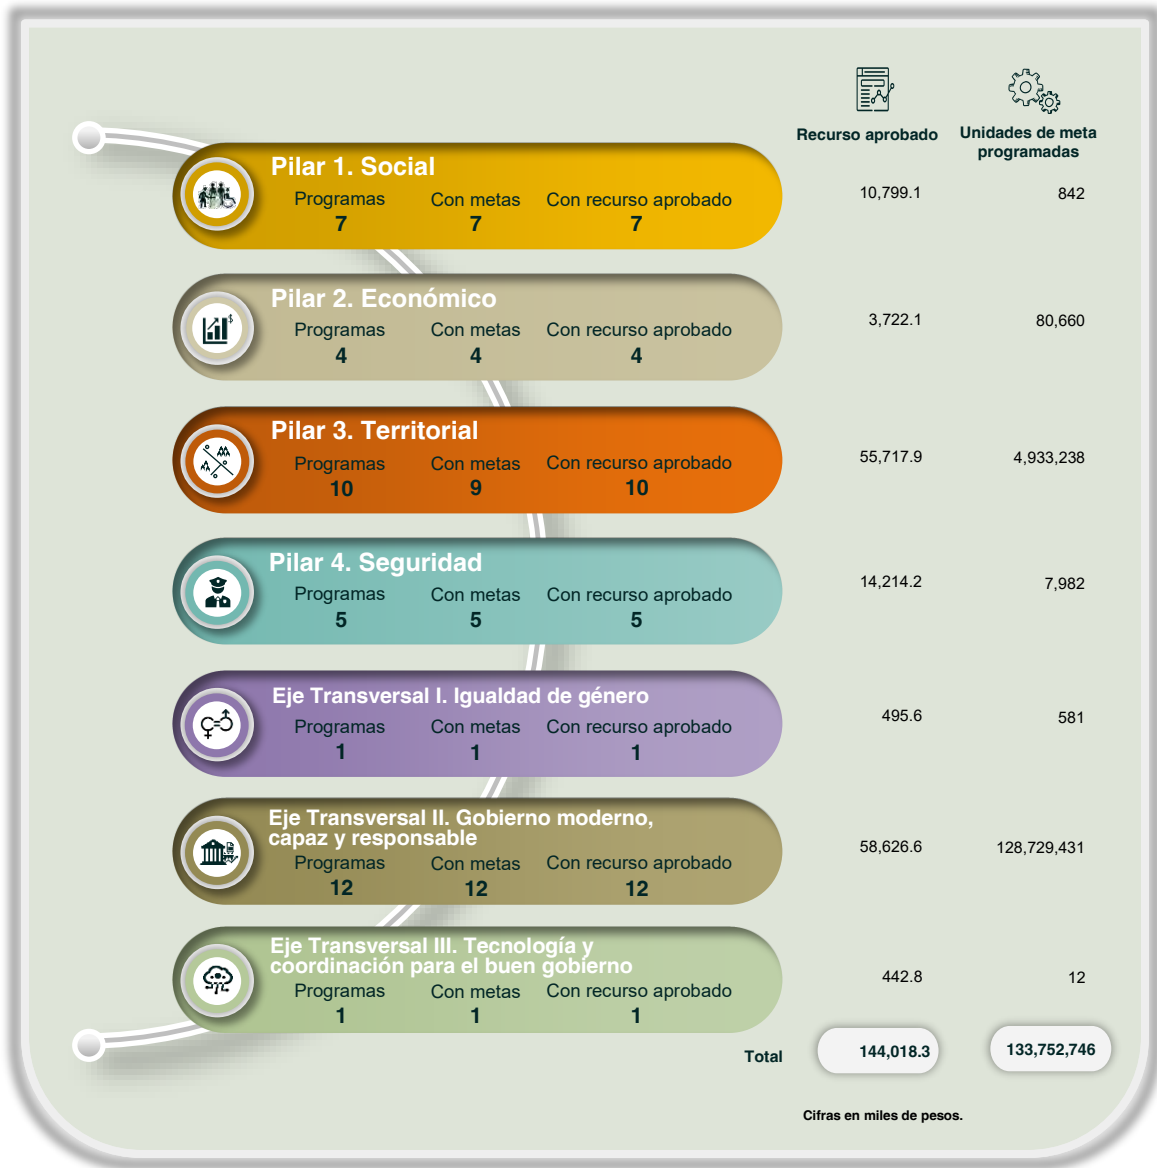 Recurso aprobado
Unidades de meta
programadas
Pilar 1. Social
Programas Con metas Con recurso aprobado
7 7 7
10,799.1 842
Pilar 2. Económico
Programas Con metas Con recurso aprobado
4 4 4
3,722.1 80,660
Pilar 3. Territorial
Programas Con metas Con recurso aprobado
10 9 10
55,717.9 4,933,238
Pilar 4. Seguridad
Programas Con metas Con recurso aprobado
5 5 5
14,214.2 7,982
Eje Transversal I. Igualdad de género
Programas Con metas Con recurso aprobado
1 1 1
495.6 581
Eje Transversal II. Gobierno moderno,
capaz y responsable
Programas Con metas Con recurso aprobado
12 12 12
58,626.6 128,729,431
Eje Transversal III. Tecnología y
coordinación para el buen gobierno
Programas Con metas Con recurso aprobado
1 1 1
442.8 12
Total 144,018.3 133,752,746
Cifras en miles de pesos.